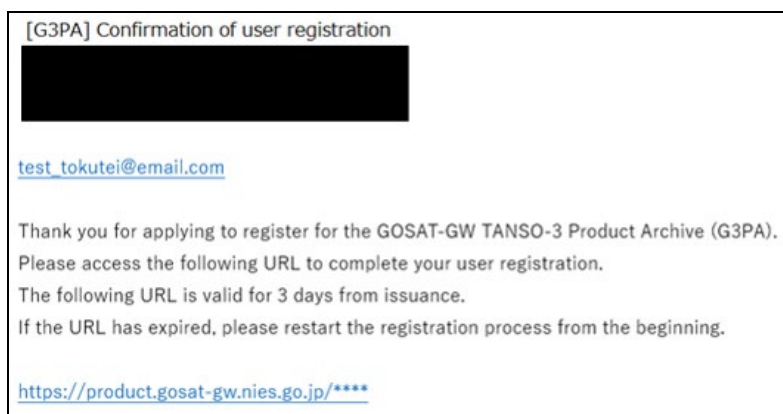 [G3PA] Confirmation of user registration
test_tokutei@email.com
Thank you for applying to register for the GOSAT-GW TANSO-3 Product Archive (G3PA).
Please access the following URL to complete your user registration.
The following URL is valid for 3 days from issuance.
If the URL has expired, please restart the registration process from the beginning.
https://product.gosat-gw.nies.go.jp/****